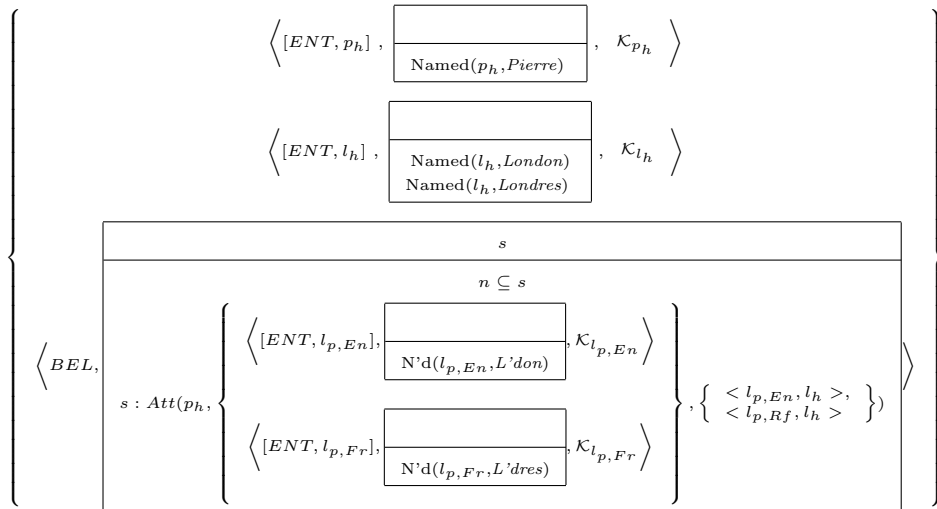 ⟨[ENT, p_h] , Named(p_h,Pierre) , 𝒦_{p_h} ⟩
⟨[ENT, l_h] , Named(l_h,London)
Named(l_h,Londres) , 𝒦_{l_h} ⟩
s
n ⊆ s
⟨[ENT, l_{p,En}], N'd(l_{p,En},L'don) , 𝒦_{l_{p,En}} ⟩
⟨BEL, s : Att(p_h, { } , { < l_{p,En}, l_h >,
< l_{p,Rf}, l_h > }) ⟩
⟨[ENT, l_{p,Fr}], N'd(l_{p,Fr},L'dres) , 𝒦_{l_{p,Fr}} ⟩